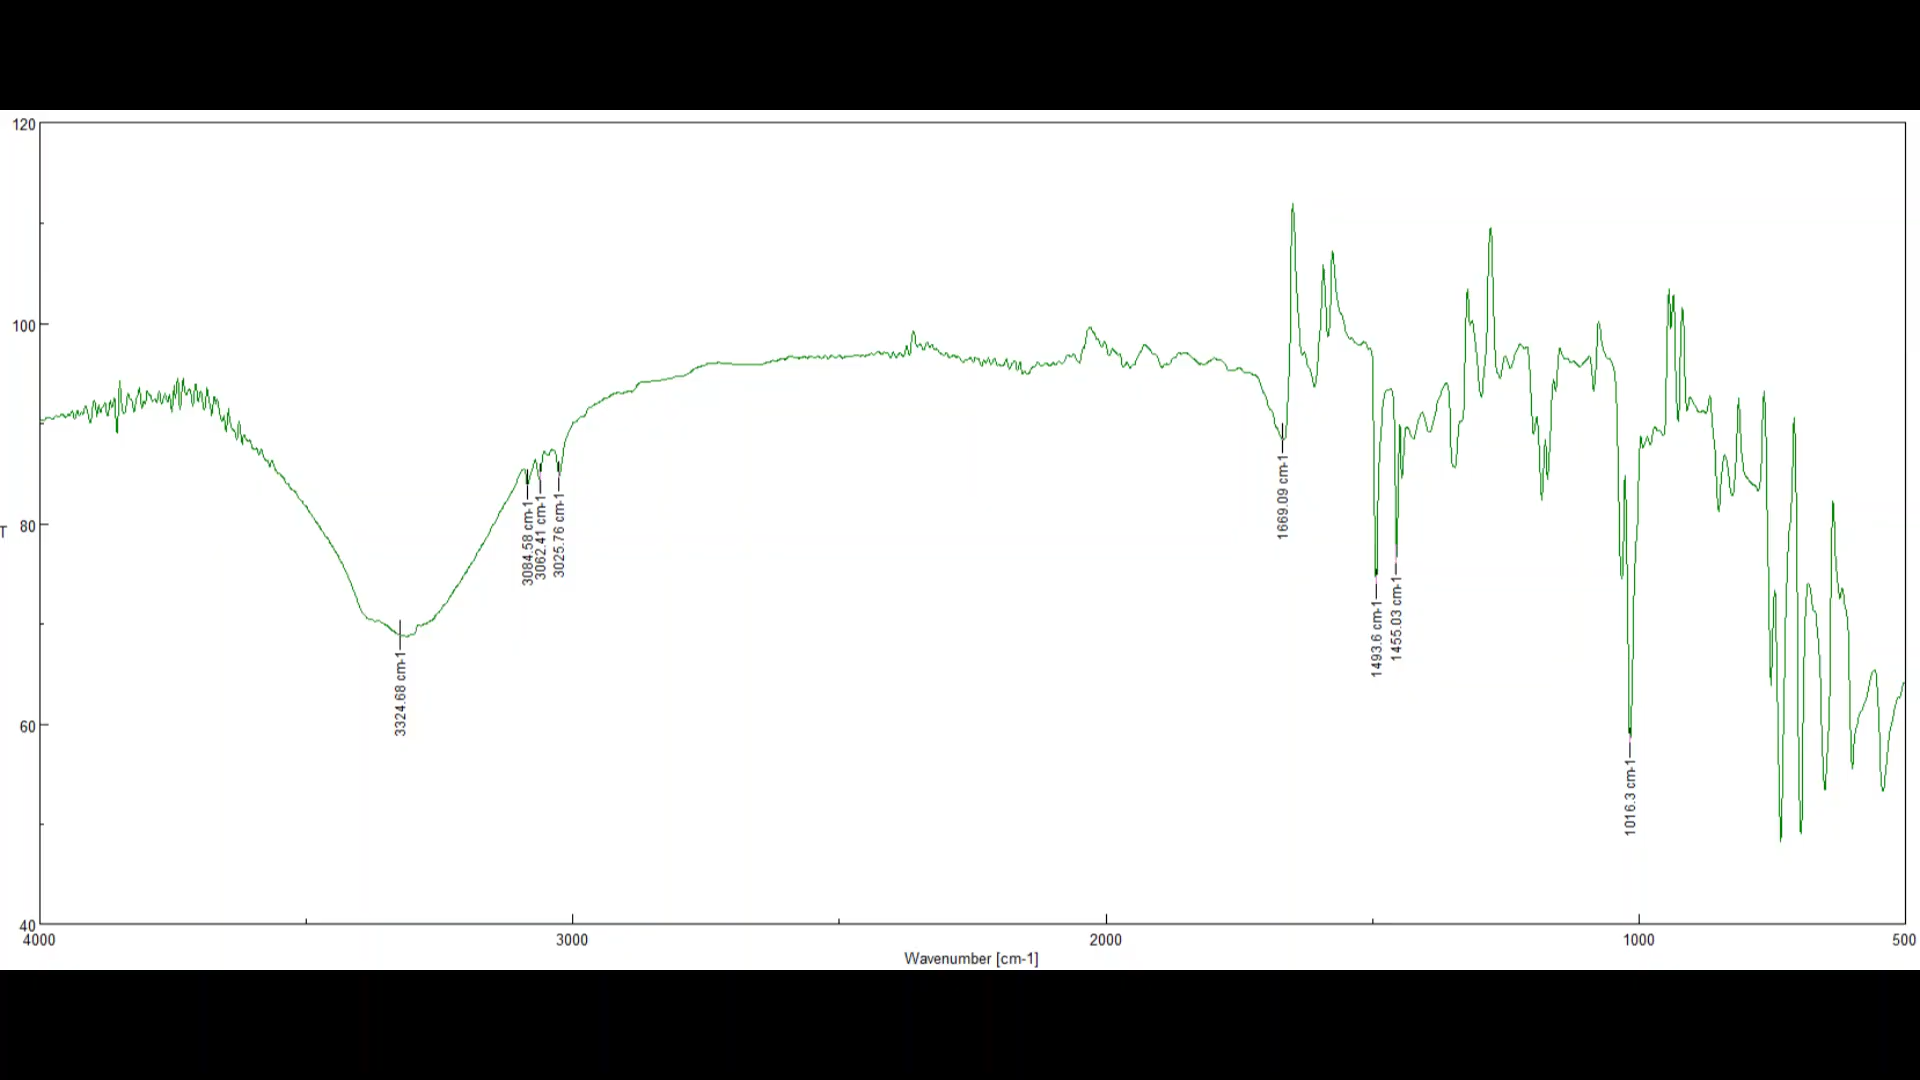 120
100
T
80
60
40
3324.68 cm-1
3084.58 cm-1
3062.41 cm-1
3025.76 cm-1
1669.09 cm-1
1493.6 cm-1
1455.03 cm-1
1016.3 cm-1
4000 3000 2000 1000 500
Wavenumber [cm-1]